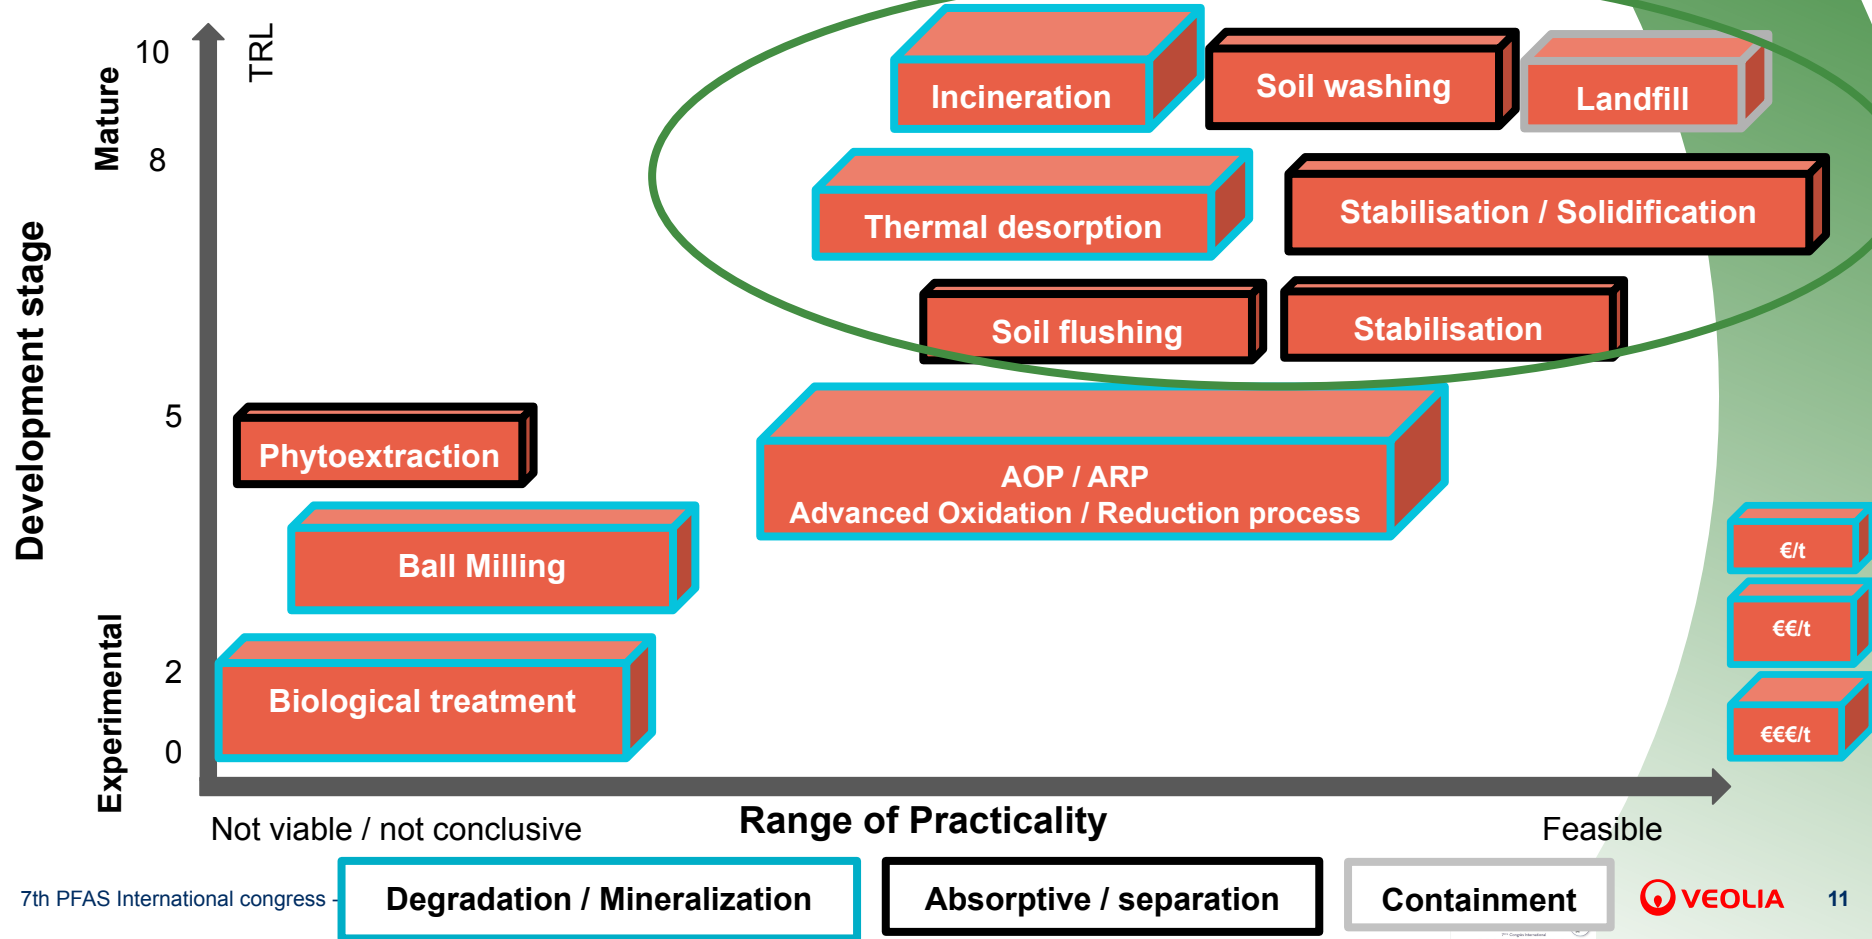 10
TRL
Mature
8
Development stage
5
2
Experimental
0
Incineration
Soil washing
Landfill
Thermal desorption
Stabilisation / Solidification
Soil flushing
Stabilisation
Phytoextraction
AOP / ARP
Advanced Oxidation / Reduction process
Ball Milling
Biological treatment
€/t
€€/t
€€€/t
Not viable / not conclusive
Range of Practicality
Feasible
7th PFAS International congress -
Degradation / Mineralization
Absorptive / separation
Containment
VEOLIA
11